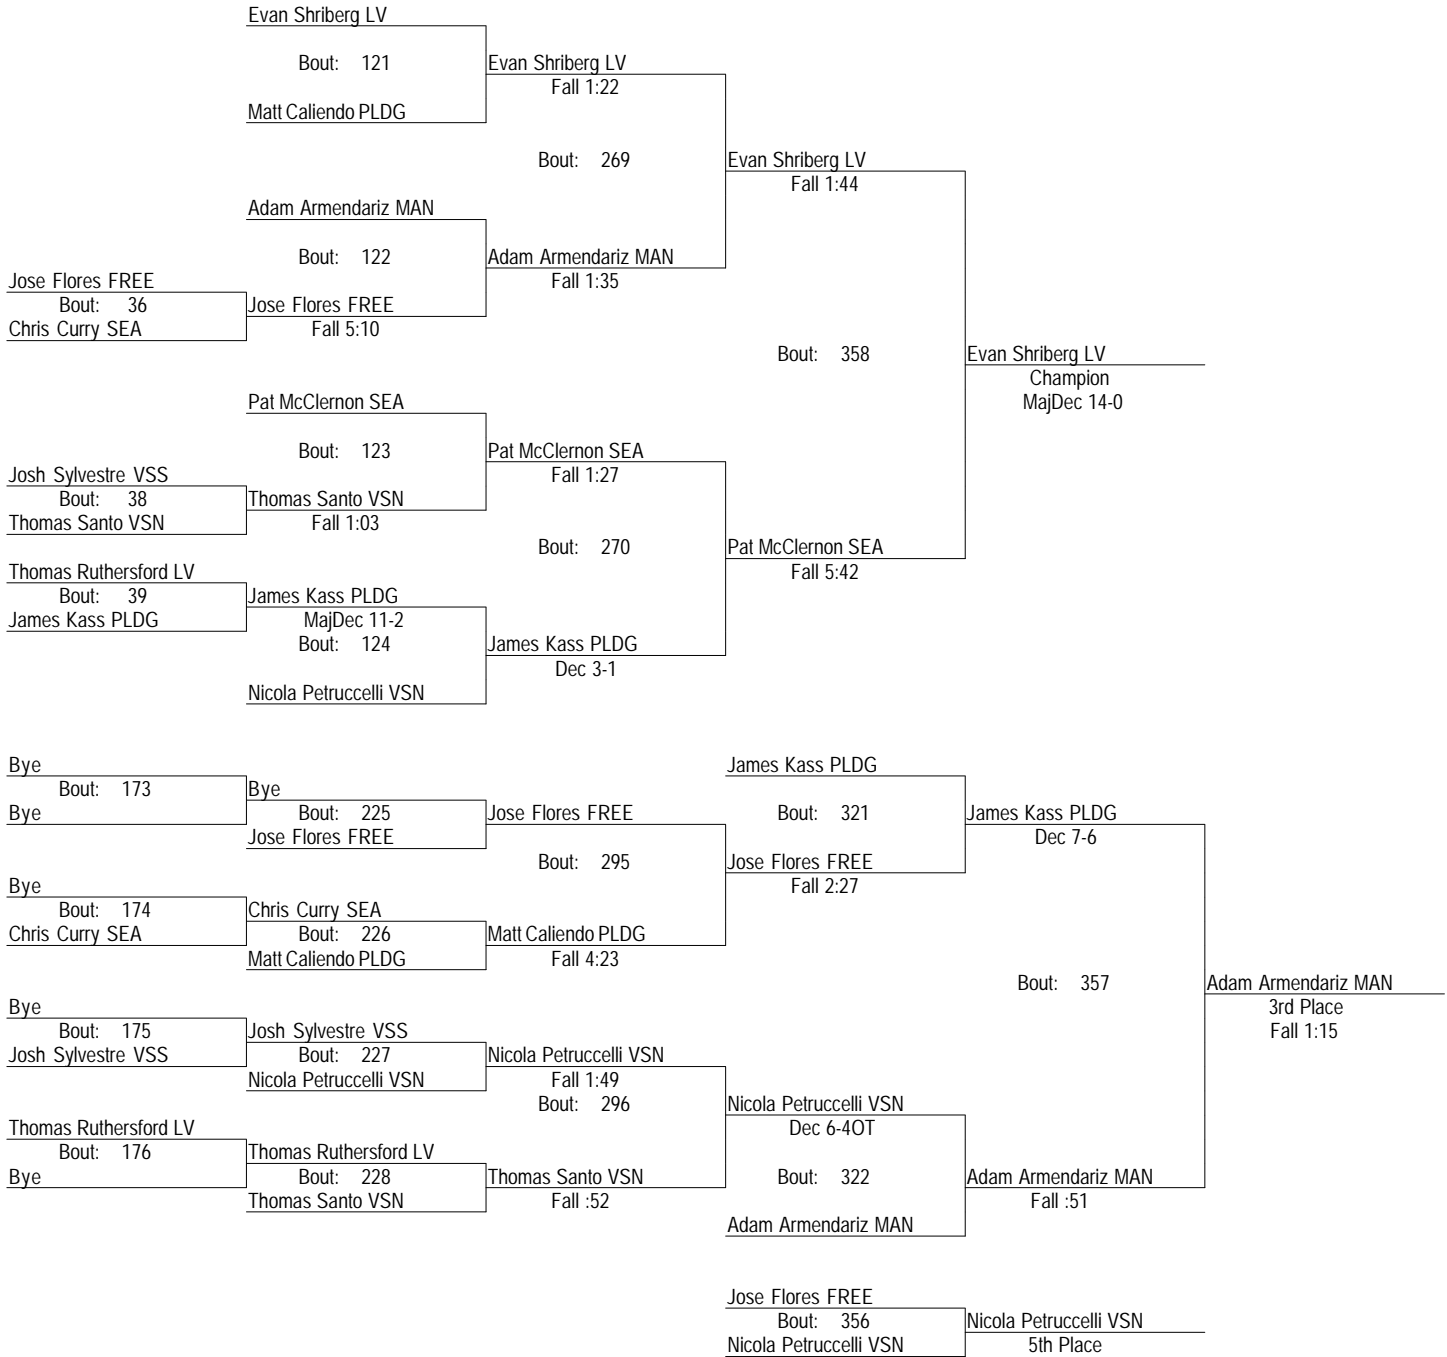 Evan Shriberg LV
Bout: 121
Evan Shriberg LV
Fall 1:22
Matt Caliendo PLDG
Bout: 269
Evan Shriberg LV
Fall 1:44
Adam Armendariz MAN
Bout: 122
Adam Armendariz MAN
Fall 1:35
Jose Flores FREE
Bout: 36
Jose Flores FREE
Chris Curry SEA
Fall 5:10
Bout: 358
Evan Shriberg LV
Champion
MajDec 14-0
Pat McClernon SEA
Bout: 123
Pat McClernon SEA
Fall 1:27
Josh Sylvestre VSS
Bout: 38
Thomas Santo VSN
Thomas Santo VSN
Fall 1:03
Bout: 270
Pat McClernon SEA
Fall 5:42
Thomas Ruthersford LV
Bout: 39
James Kass PLDG
James Kass PLDG
MajDec 11-2
Bout: 124
James Kass PLDG
Dec 3-1
Nicola Petruccelli VSN
Bye
Bout: 173
Bye
Bye
Bout: 225
Jose Flores FREE
Jose Flores FREE
James Kass PLDG
Bout: 321
James Kass PLDG
Dec 7-6
Bout: 295
Jose Flores FREE
Fall 2:27
Bye
Bout: 174
Chris Curry SEA
Chris Curry SEA
Bout: 226
Matt Caliendo PLDG
Matt Caliendo PLDG
Fall 4:23
Bout: 357
Adam Armendariz MAN
3rd Place
Fall 1:15
Bye
Bout: 175
Josh Sylvestre VSS
Josh Sylvestre VSS
Bout: 227
Nicola Petruccelli VSN
Nicola Petruccelli VSN
Fall 1:49
Bout: 296
Nicola Petruccelli VSN
Dec 6-4OT
Thomas Ruthersford LV
Bout: 176
Bye
Thomas Ruthersford LV
Bout: 228
Thomas Santo VSN
Thomas Santo VSN
Fall :52
Bout: 322
Adam Armendariz MAN
Fall :51
Adam Armendariz MAN
Jose Flores FREE
Bout: 356
Nicola Petruccelli VSN
Nicola Petruccelli VSN
5th Place